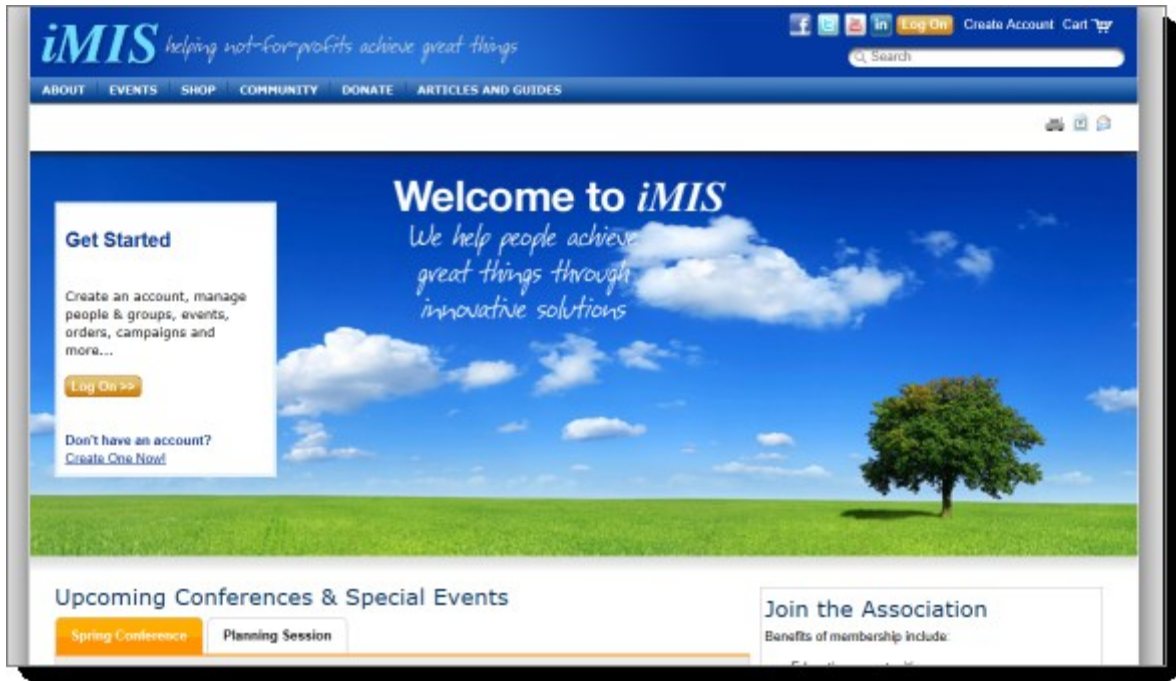 iMIS helping not-for-profits achieve great things
Log On Create Account Cart
Search
ABOUT EVENTS SHOP COMMUNITY DONATE ARTICLES AND GUIDES
Welcome to iMIS
We help people achieve
great things through
innovative solutions
Get Started
Create an account, manage
people & groups, events,
orders, campaigns and
more...
Log On >>
Don't have an account?
Create One Now!
Upcoming Conferences & Special Events
Spring Conference Planning Session
Join the Association
Benefits of membership include: